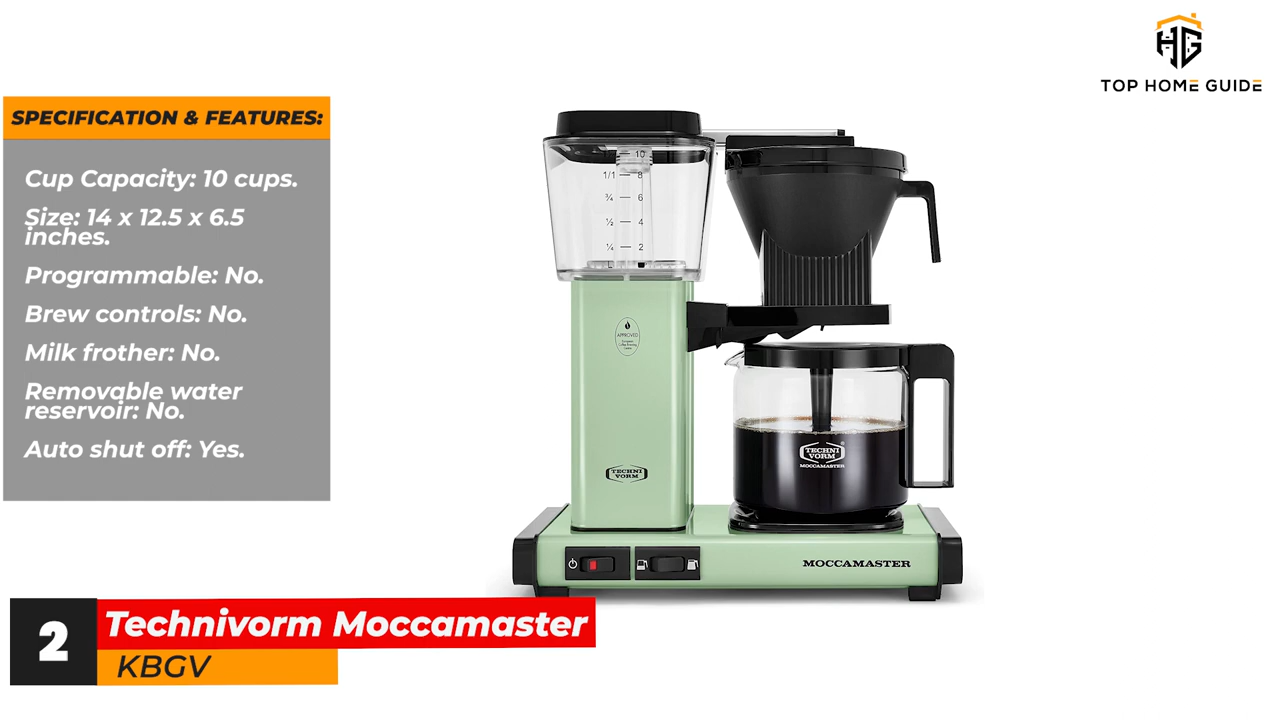 HG
TOP HOME GUIDE
SPECIFICATION & FEATURES:
Cup Capacity: 10 cups.
Size: 14 x 12.5 x 6.5
inches.
Programmable: No.
Brew controls: No.
Milk frother: No.
Removable water
reservoir: No.
Auto shut off: Yes.
10
1/1 8
¾ 6
½ 4
¼ 2
APPROVED
TECHNI
VORM
TECHNI
VORM®
MOCCAMASTER
MOCCAMASTER
2
Technivorm Moccamaster
KBGV